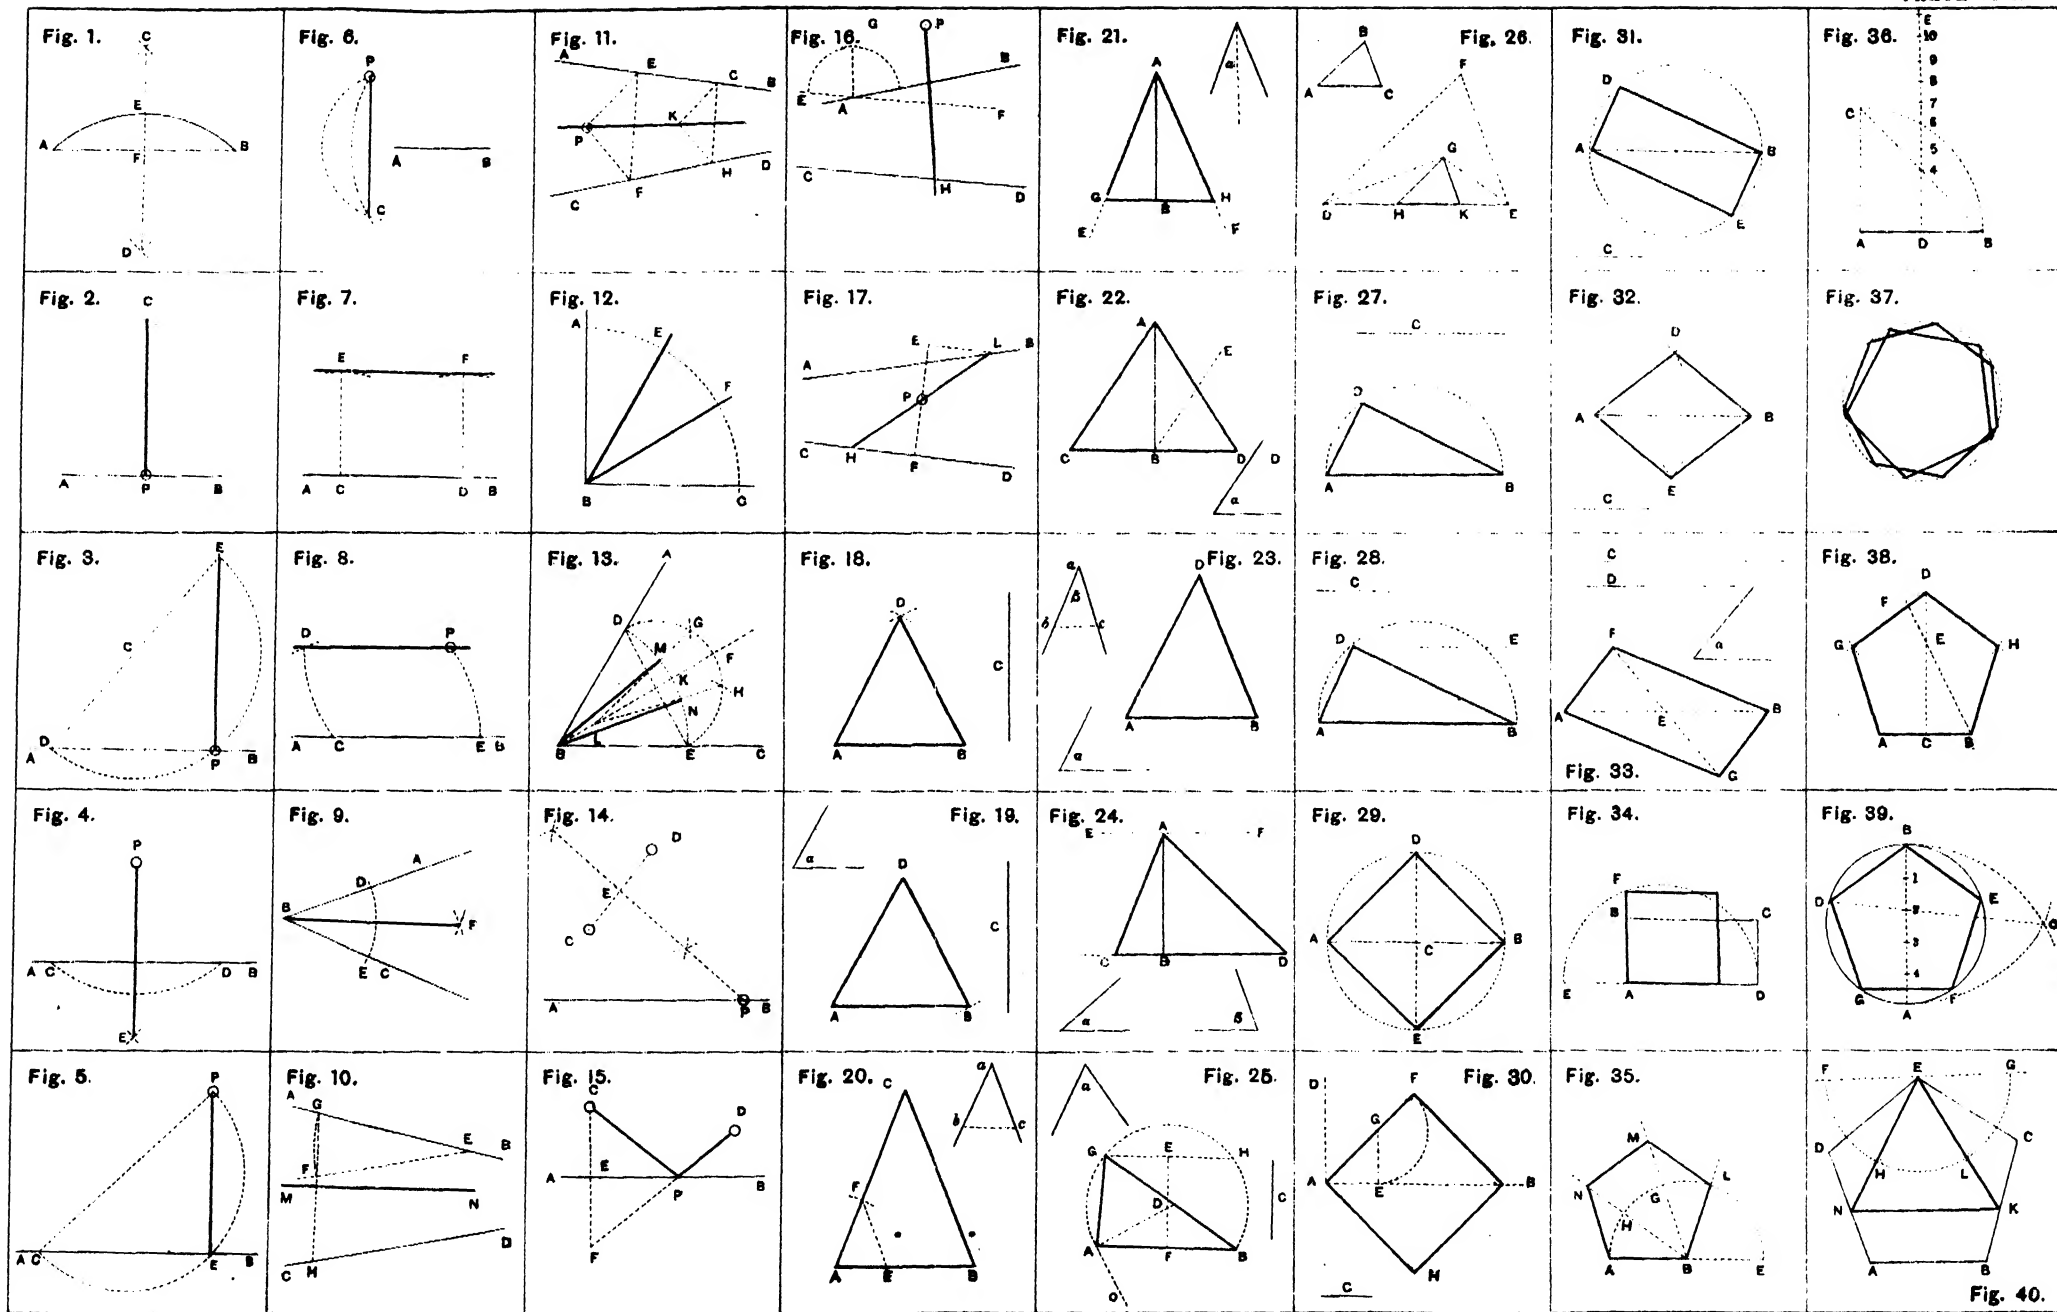 Fig. 1.
C
E
A
F
B
D
Fig. 6.
P
A
B
C
Fig. 11.
A
E
C
B
K
P
F
H
D
C
Fig. 16.
G
P
B
E
A
F
C
H
D
Fig. 21.
α
A
G
B
H
E
F
B
A
C
Fig. 26.
F
G
D
H
K
E
Fig. 31.
D
A
B
E
C
Fig. 36.
E
10
9
8
7
6
5
4
C
A
D
B
Fig. 2.
C
A
P
B
Fig. 7.
E
F
A
C
D
B
Fig. 12.
A
E
F
B
C
Fig. 17.
E
L
B
A
P
C
H
F
D
Fig. 22.
A
E
C
B
D
D
α
Fig. 27.
C
D
A
B
Fig. 32.
D
A
B
E
C
Fig. 37.
Fig. 3.
E
C
D
A
P
B
Fig. 8.
D
P
A
C
E
B
Fig. 13.
A
D
G
M
F
K
H
N
B
L
E
C
Fig. 18.
D
C
A
B
a
β
b
c
D
Fig. 23.
A
B
α
Fig. 28.
C
D
E
A
B
C
D
F
α
A
E
B
G
Fig. 33.
Fig. 38.
D
F
E
G
H
A
C
B
Fig. 4.
P
A
C
D
B
E
Fig. 9.
A
D
B
F
E
C
Fig. 14.
D
E
C
A
P
B
α
Fig. 19.
D
C
A
B
Fig. 24.
E
A
F
C
B
D
α
β
Fig. 29.
D
A
C
B
E
Fig. 34.
F
B
C
E
A
D
Fig. 39.
B
1
D
E
2
C
3
4
G
F
A
Fig. 5.
P
A
C
E
B
Fig. 10.
A
G
E
B
F
M
N
D
C
H
Fig. 15.
C
D
A
E
B
P
F
Fig. 20.
C
a
b
c
F
A
E
B
α
Fig. 25.
G
E
H
D
C
A
F
B
D
F
Fig. 30.
G
A
E
B
H
C
Fig. 35.
M
L
N
G
H
A
B
E
F
E
G
D
C
H
L
N
K
A
B
Fig. 40.